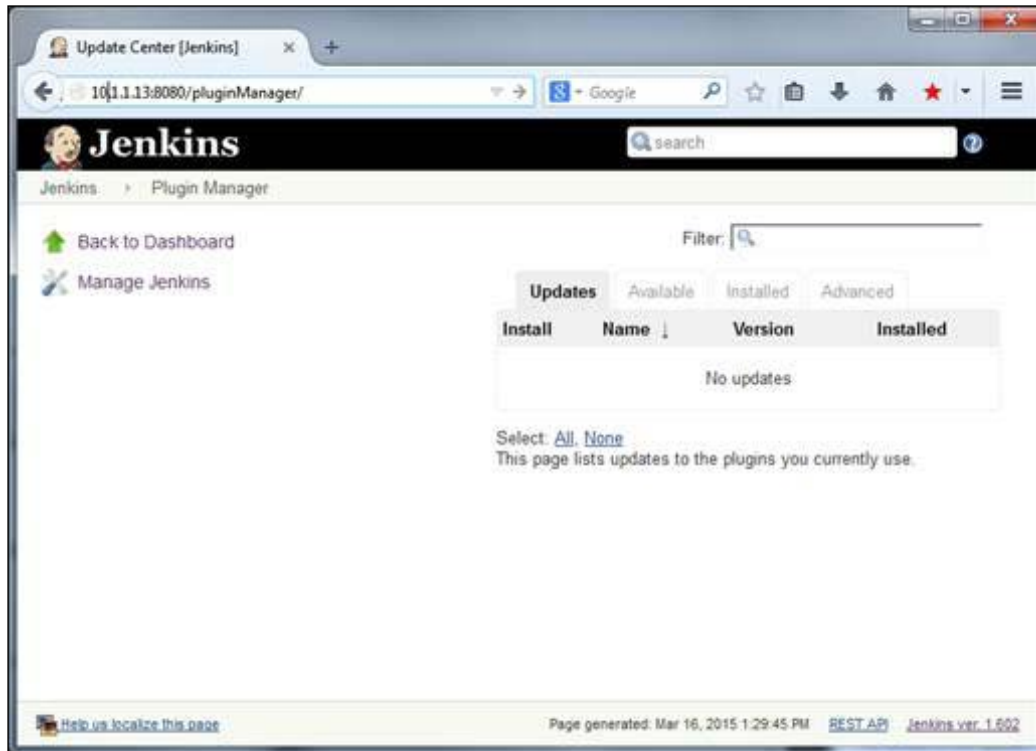 Update Center [Jenkins]
10.1.1.13:8080/pluginManager/
Google
Jenkins
search
Jenkins
Plugin Manager
Back to Dashboard
Manage Jenkins
Filter:
Updates Available Installed Advanced
Install Name ↓ Version Installed
No updates
Select: All, None
This page lists updates to the plugins you currently use.
Help us localize this page
Page generated: Mar 16, 2015 1:29:45 PM REST API Jenkins ver. 1.602